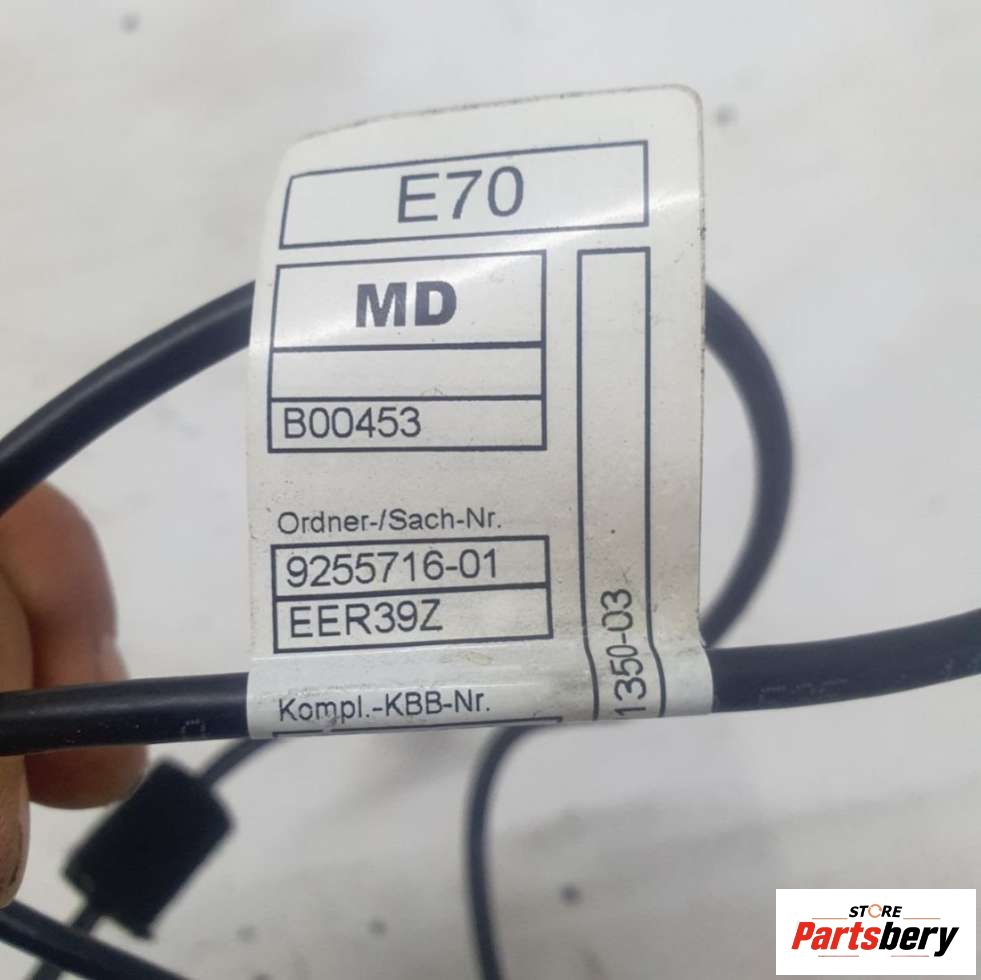 E70
MD
B00453
Ordner-/Sach-Nr.
9255716-01
EER39Z
Kompl.-KBB-Nr.
1350-03
STORE
Partsbery